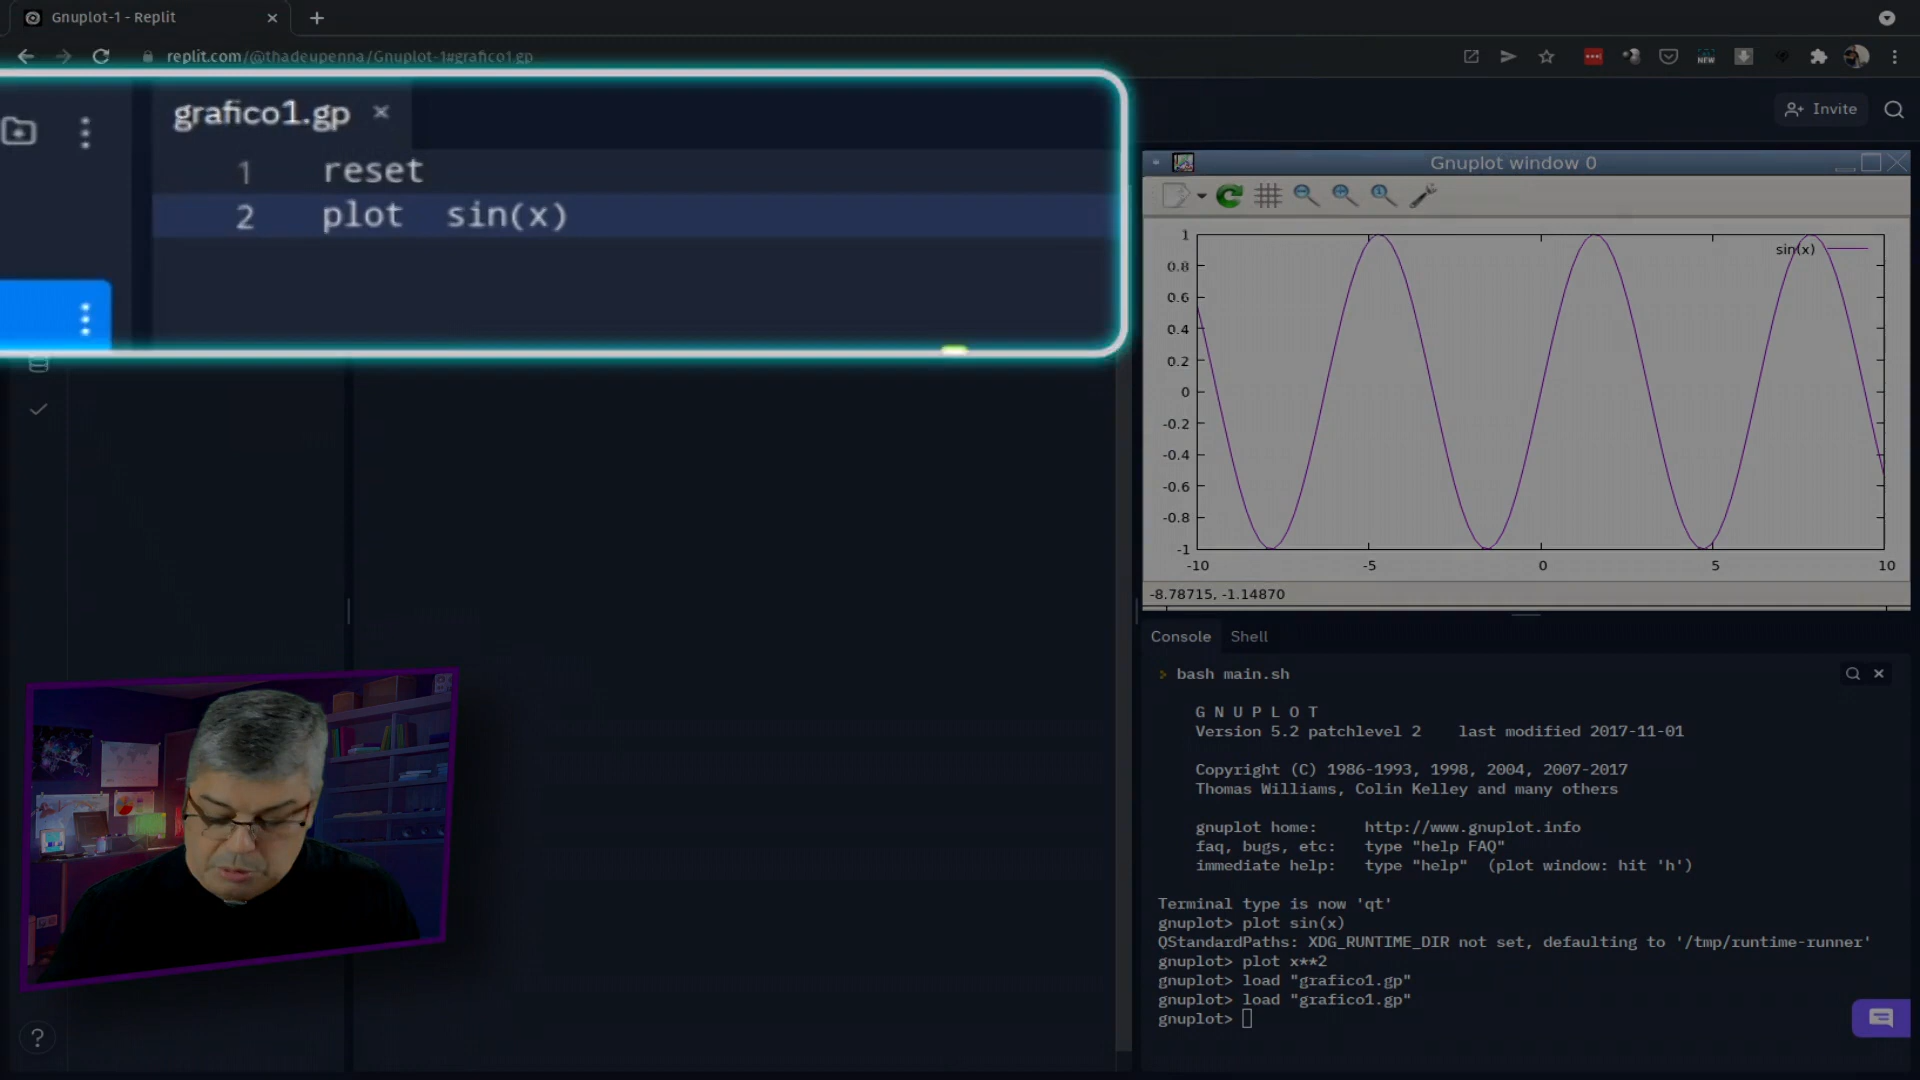 Gnuplot-1 - Replit
replit.com/@thadeupenna/Gnuplot-1#grafico1.gp
NEW
Invite
grafico1.gp
1 reset
2 plot sin(x)
Gnuplot window 0
sin(x)
1
0.8
0.6
0.4
0.2
0
-0.2
-0.4
-0.6
-0.8
-1
-10 -5 0 5 10
-8.78715, -1.14870
Console Shell
bash main.sh
G N U P L O T
Version 5.2 patchlevel 2 last modified 2017-11-01
Copyright (C) 1986-1993, 1998, 2004, 2007-2017
Thomas Williams, Colin Kelley and many others
gnuplot home: http://www.gnuplot.info
faq, bugs, etc: type "help FAQ"
immediate help: type "help" (plot window: hit 'h')
Terminal type is now 'qt'
gnuplot> plot sin(x)
QStandardPaths: XDG_RUNTIME_DIR not set, defaulting to '/tmp/runtime-runner'
gnuplot> plot x**2
gnuplot> load "grafico1.gp"
gnuplot> load "grafico1.gp"
gnuplot>
?